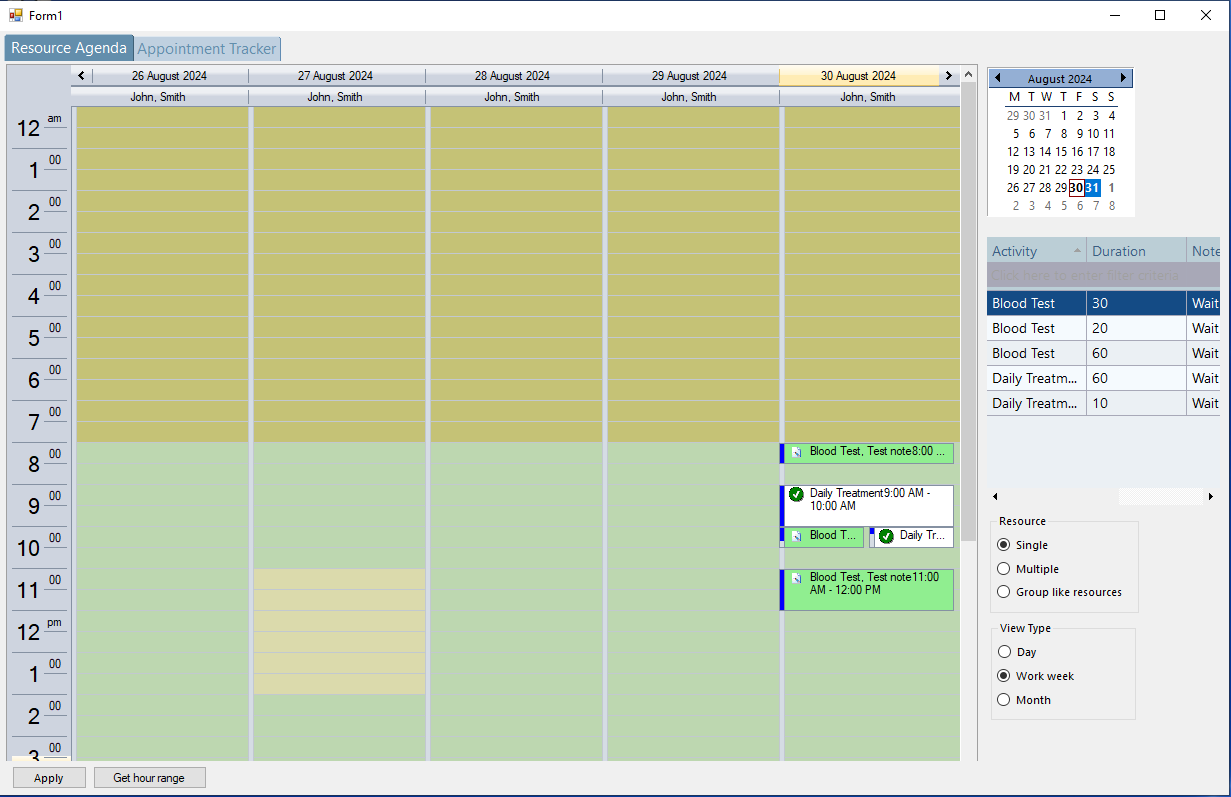 Form1
Resource Agenda Appointment Tracker
26 August 2024 27 August 2024 28 August 2024 29 August 2024 30 August 2024
John, Smith John, Smith John, Smith John, Smith John, Smith
12 am
1 00
2 00
3 00
4 00
5 00
6 00
7 00
8 00
9 00
10 00
11 00
12 pm
1 00
2 00
3 00
Blood Test, Test note8:00 ...
Daily Treatment9:00 AM -
10:00 AM
Blood T... Daily Tr...
Blood Test, Test note11:00
AM - 12:00 PM
August 2024
M T W T F S S
29 30 31 1 2 3 4
5 6 7 8 9 10 11
12 13 14 15 16 17 18
19 20 21 22 23 24 25
26 27 28 29 30 31 1
2 3 4 5 6 7 8
Activity Duration Note
Click here to enter filter criteria
Blood Test 30 Wait
Blood Test 20 Wait
Blood Test 60 Wait
Daily Treatm... 60 Wait
Daily Treatm... 10 Wait
Resource
Single
Multiple
Group like resources
View Type
Day
Work week
Month
Apply Get hour range